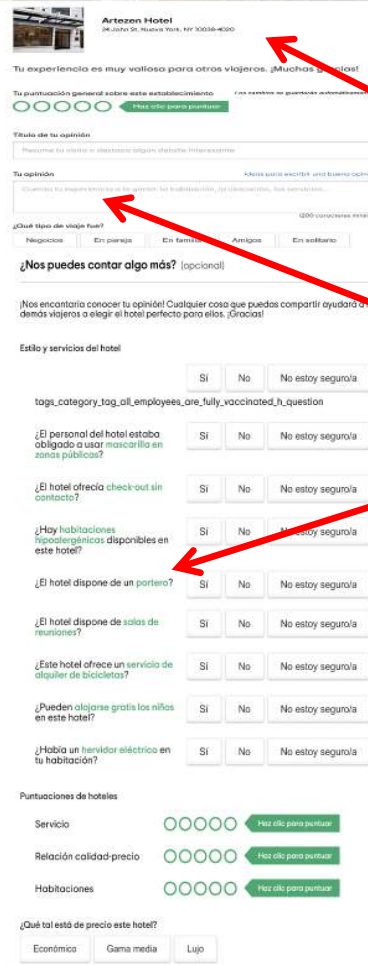 Artezen Hotel
24 John St, Nueva York, NY 10038-4020
Tu experiencia es muy valiosa para otros viajeros. ¡Muchas gracias!
Tu puntuación general sobre este establecimiento
Los cambios se guardarán automáticamente
Haz clic para puntuar
Título de tu opinión
Resume tu visita o destaca algún detalle interesante
Tu opinión
Ideas para escribir una buena opin
Cuenta tu experiencia a la gente: la habitación, la ubicación, los servicios...
(200 caracteres míni
¿Qué tipo de viaje fue?
Negocios En pareja En familia Amigos En solitario
¿Nos puedes contar algo más? (opcional)
¡Nos encantaría conocer tu opinión! Cualquier cosa que puedas compartir ayudará a
demás viajeros a elegir el hotel perfecto para ellos. ¡Gracias!
Estilo y servicios del hotel
Sí No No estoy seguro/a
tags_category_tag_all_employees_are_fully_vaccinated_h_question
¿El personal del hotel estaba
obligado a usar mascarilla en
zonas públicas?
Sí No No estoy seguro/a
¿El hotel ofrecía check-out sin
contacto?
Sí No No estoy seguro/a
¿Hay habitaciones
hipoalergénicas disponibles en
este hotel?
Sí No No estoy seguro/a
¿El hotel dispone de un portero?
Sí No No estoy seguro/a
¿El hotel dispone de salas de
reuniones?
Sí No No estoy seguro/a
¿Este hotel ofrece un servicio de
alquiler de bicicletas?
Sí No No estoy seguro/a
¿Pueden alojarse gratis los niños
en este hotel?
Sí No No estoy seguro/a
¿Había un hervidor eléctrico en
tu habitación?
Sí No No estoy seguro/a
Puntuaciones de hoteles
Servicio Haz clic para puntuar
Relación calidad-precio Haz clic para puntuar
Habitaciones Haz clic para puntuar
¿Qué tal está de precio este hotel?
Económico Gama media Lujo